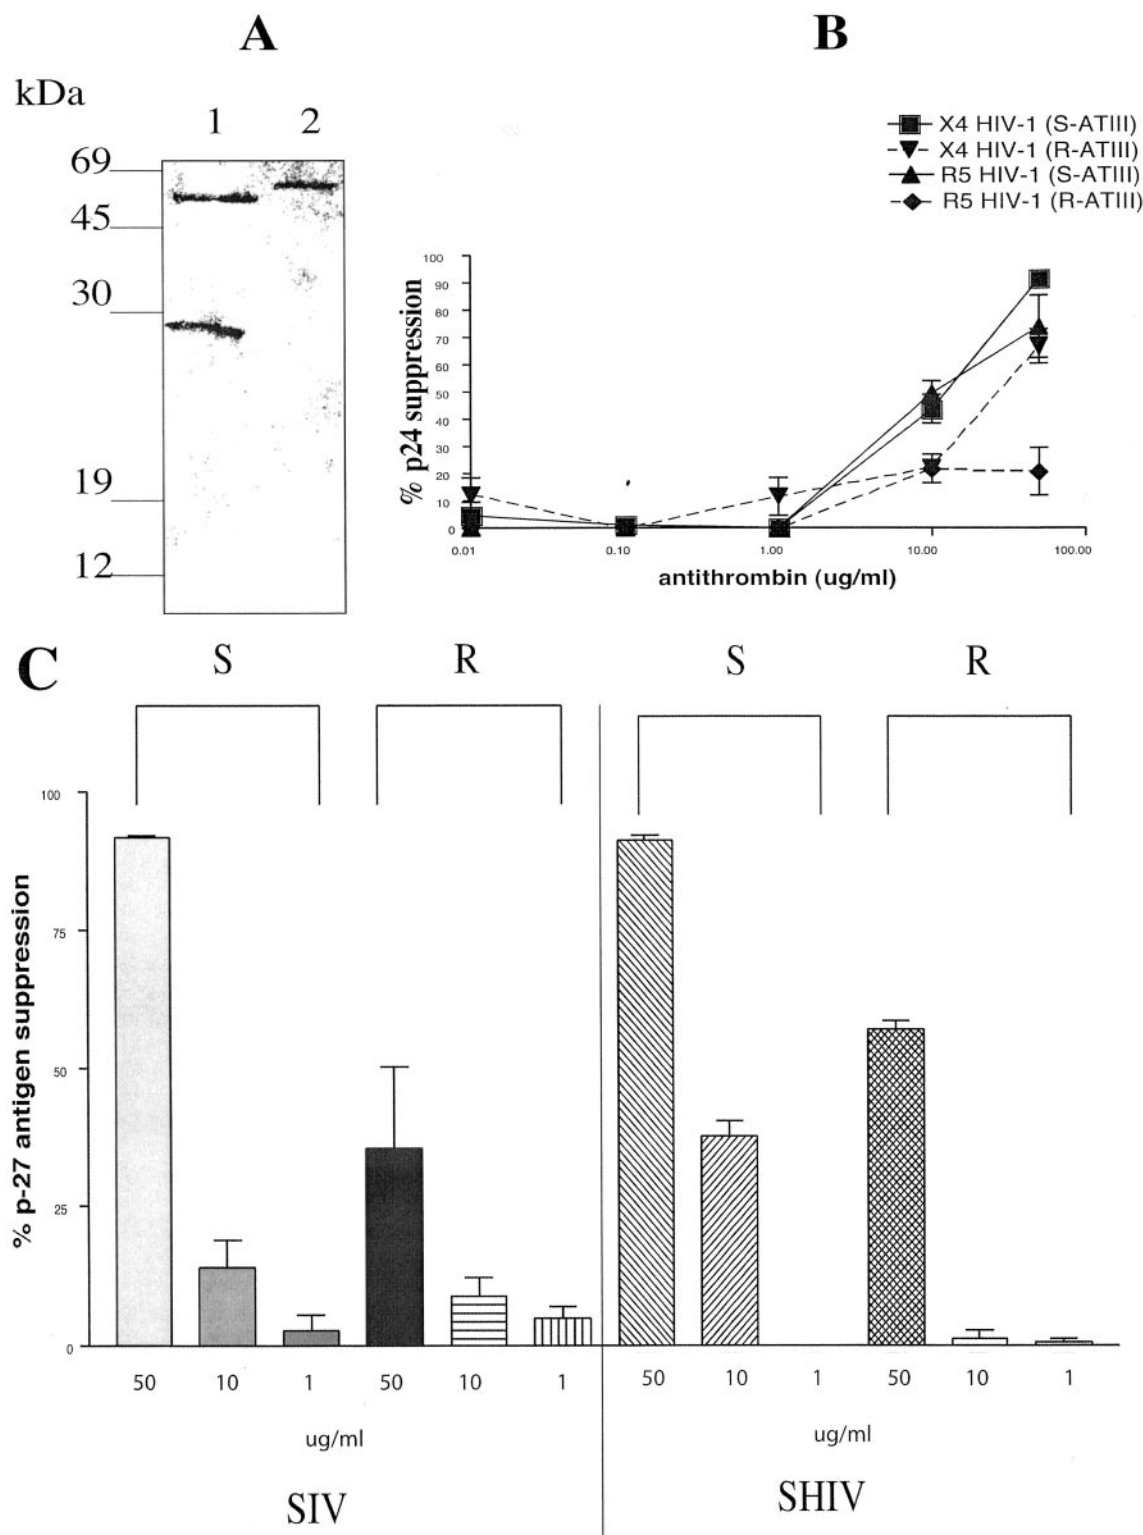 A
B
kDa
1 2
69
45
30
19
12
X4 HIV-1 (S-ATIII)
X4 HIV-1 (R-ATIII)
R5 HIV-1 (S-ATIII)
R5 HIV-1 (R-ATIII)
% p24 suppression
100
90
80
70
60
50
40
30
20
10
0
0.01 0.10 1.00 10.00 100.00
antithrombin (ug/ml)
C
S R S R
% p-27 antigen suppression
100
75
50
25
0
50 10 1 50 10 1 50 10 1 50 10 1
ug/ml ug/ml
SIV SHIV